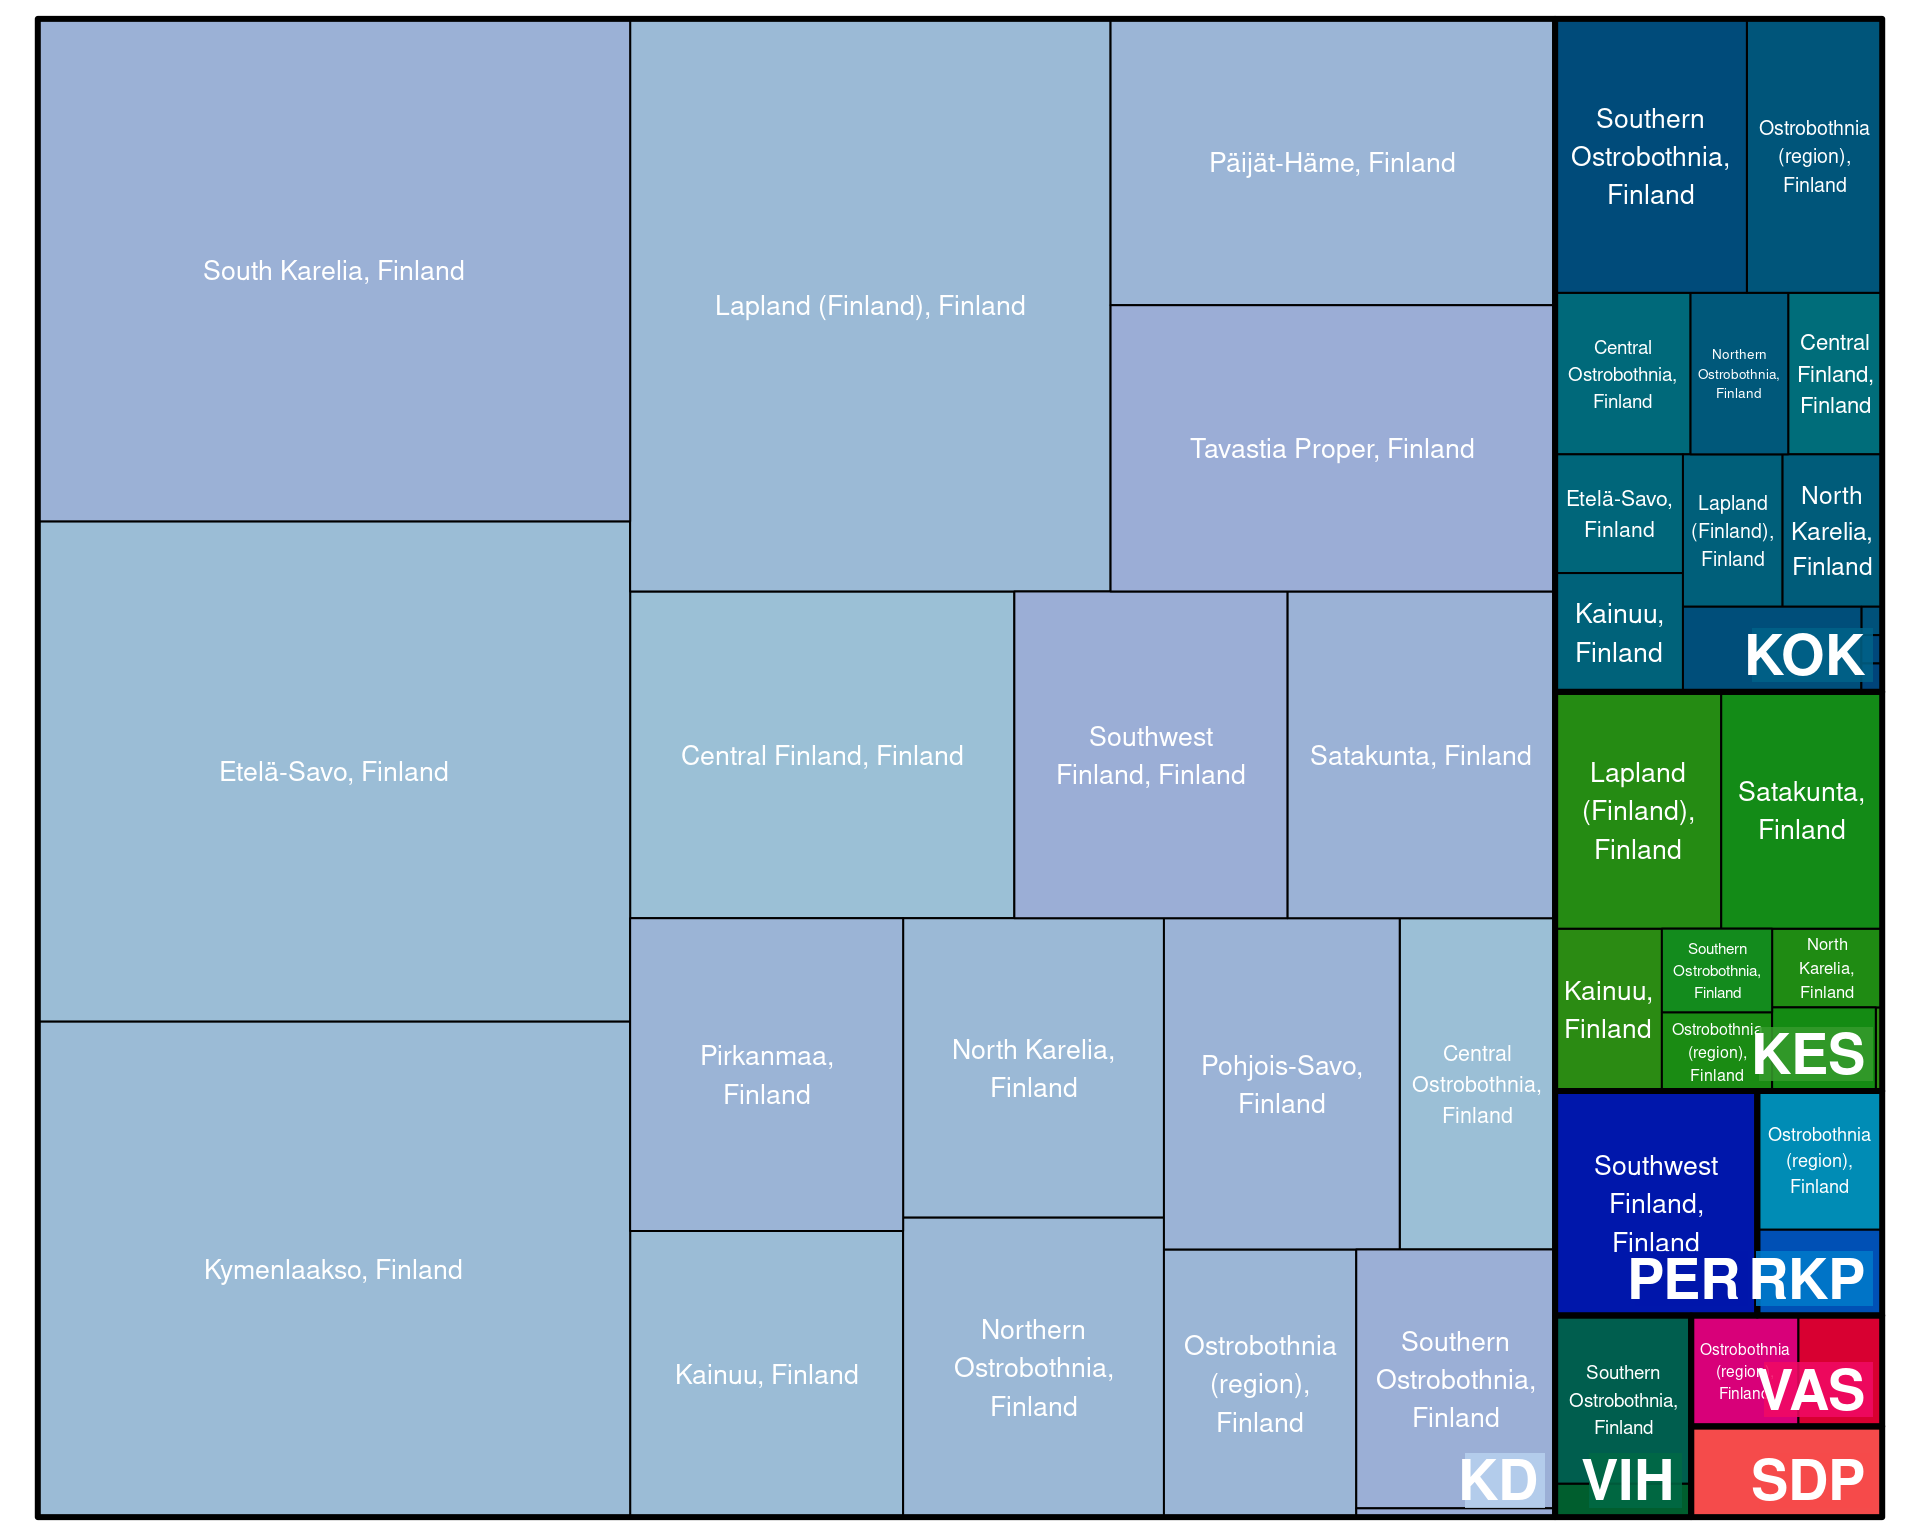 South Karelia, Finland
Etelä-Savo, Finland
Kymenlaakso, Finland
Lapland (Finland), Finland
Päijät-Häme, Finland
Tavastia Proper, Finland
Central Finland, Finland
Southwest
Finland, Finland
Satakunta, Finland
Pirkanmaa,
Finland
Kainuu, Finland
North Karelia,
Finland
Northern
Ostrobothnia,
Finland
Pohjois-Savo,
Finland
Central
Ostrobothnia,
Finland
Ostrobothnia
(region),
Finland
Southern
Ostrobothnia,
Finland
KD
Southern
Ostrobothnia,
Finland
Ostrobothnia
(region),
Finland
Central
Ostrobothnia,
Finland
Northern
Ostrobothnia,
Finland
Central
Finland,
Finland
Etelä-Savo,
Finland
Lapland
(Finland),
Finland
North
Karelia,
Finland
Kainuu,
Finland
KOK
Lapland
(Finland),
Finland
Satakunta,
Finland
Kainuu,
Finland
Southern
Ostrobothnia,
Finland
North
Karelia,
Finland
Ostrobothnia
(region),
Finland
KES
Southwest
Finland,
Finland
PER
Ostrobothnia
(region),
Finland
RKP
Southern
Ostrobothnia,
Finland
VIH
Ostrobothnia
(region),
Finland
VAS
SDP